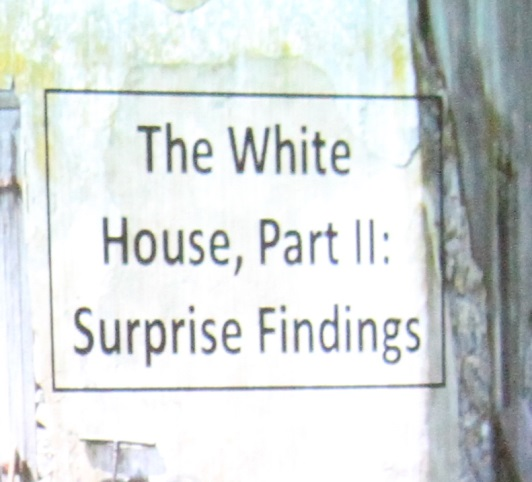 The White
House, Part II:
Surprise Findings